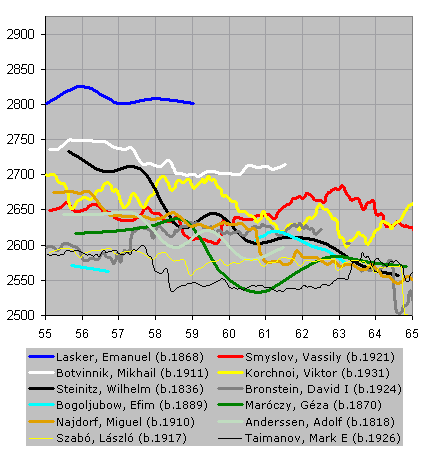 2900
2850
2800
2750
2700
2650
2600
2550
2500
55 56 57 58 59 60 61 62 63 64 65
Lasker, Emanuel (b.1868) Smyslov, Vassily (b.1921)
Botvinnik, Mikhail (b.1911) Korchnoi, Viktor (b.1931)
Steinitz, Wilhelm (b.1836) Bronstein, David I (b.1924)
Bogoljubow, Efim (b.1889) Maróczy, Géza (b.1870)
Najdorf, Miguel (b.1910) Anderssen, Adolf (b.1818)
Szabó, László (b.1917) Taimanov, Mark E (b.1926)